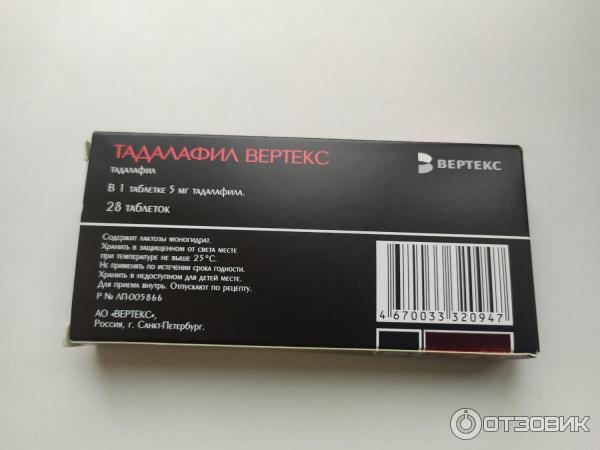 ТАДАЛАФИЛ ВЕРТЕКС
ТАДАЛАФИЛ
В 1 ТАБЛЕТКЕ 5 МГ ТАДАЛАФИЛА.
28 ТАБЛЕТОК
ВЕРТЕКС
Содержит лактозы моногидрат.
Хранить в защищенном от света месте
при температуре не выше 25°С.
Не применять по истечении срока годности.
Хранить в недоступном для детей месте.
Для приема внутрь. Отпускают по рецепту.
Р № ЛП-005866
АО «ВЕРТЕКС»,
Россия, г. Санкт-Петербург.
4 670033 320947
ОТЗОВИК